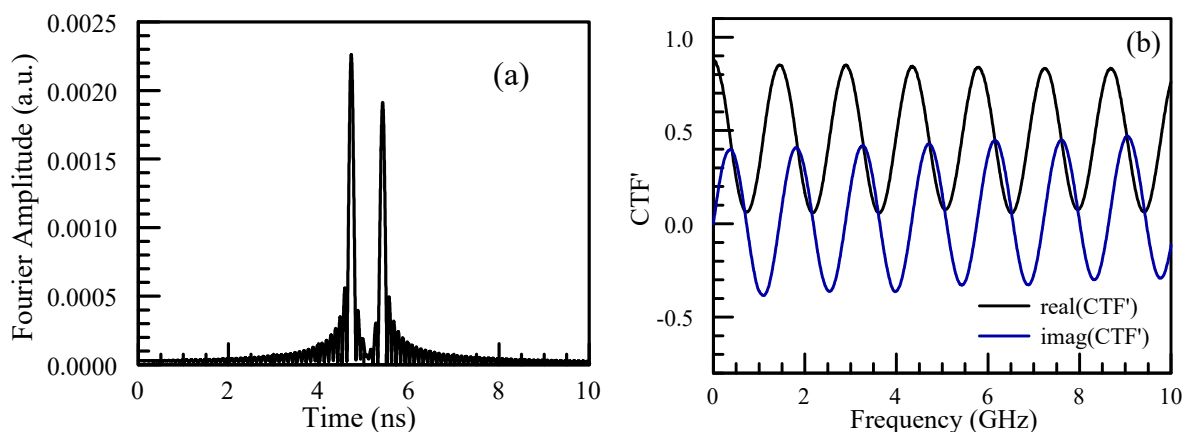 0.0025
0.0020
0.0015
0.0010
0.0005
0.0000
Fourier Amplitude (a.u.)
(a)
0 2 4 6 8 10
Time (ns)
1.0
0.5
0.0
-0.5
CTF'
(b)
real(CTF')
imag(CTF')
0 2 4 6 8 10
Frequency (GHz)